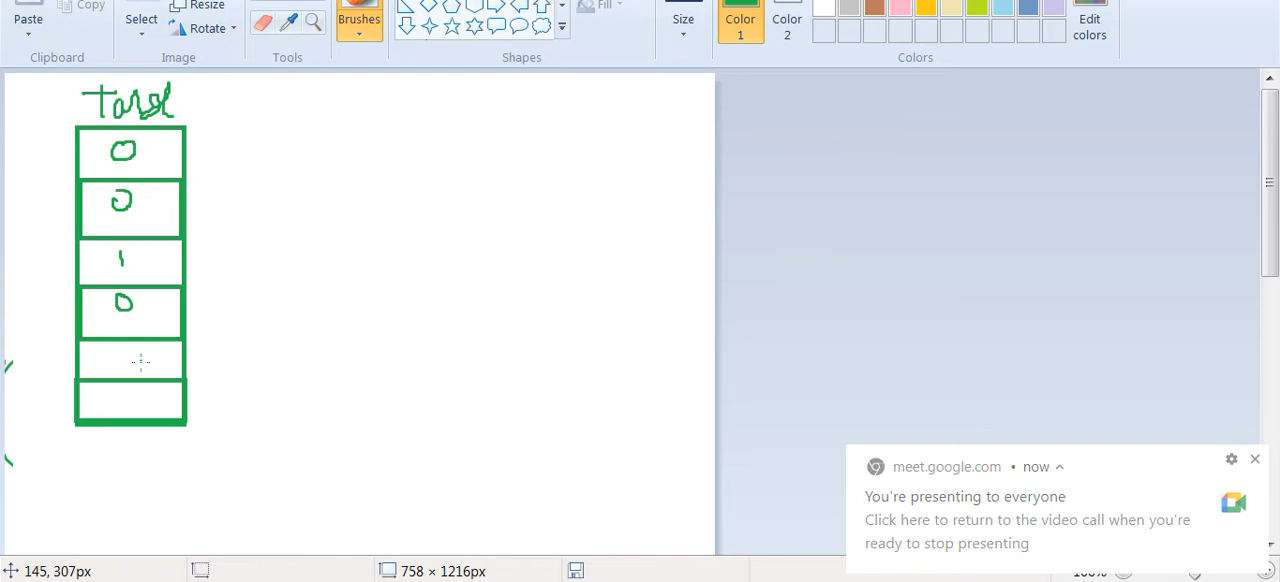 Resize
Copy
Fill
Paste
Select
Rotate
Brushes
Size
Color
1
Color
2
Edit
colors
Clipboard
Image
Tools
Shapes
Colors
0
0
1
0
meet.google.com • now
You're presenting to everyone
Click here to return to the video call when you're
ready to stop presenting
145, 307px
758 × 1216px
100%